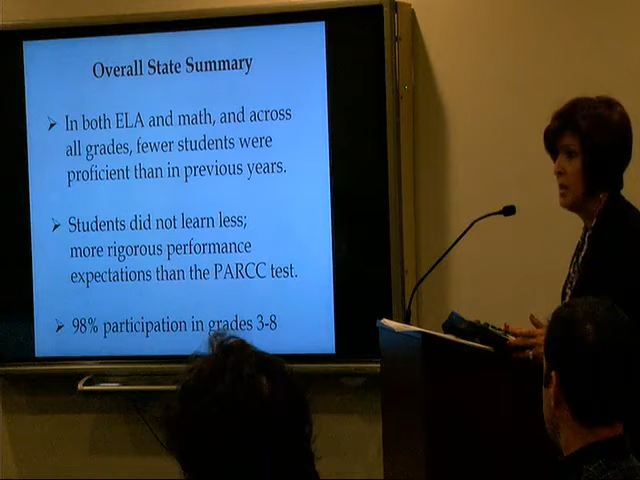 Overall State Summary
➢ In both ELA and math, and across
all grades, fewer students were
proficient than in previous years.
➢ Students did not learn less;
more rigorous performance
expectations than the PARCC test.
➢ 98% participation in grades 3-8